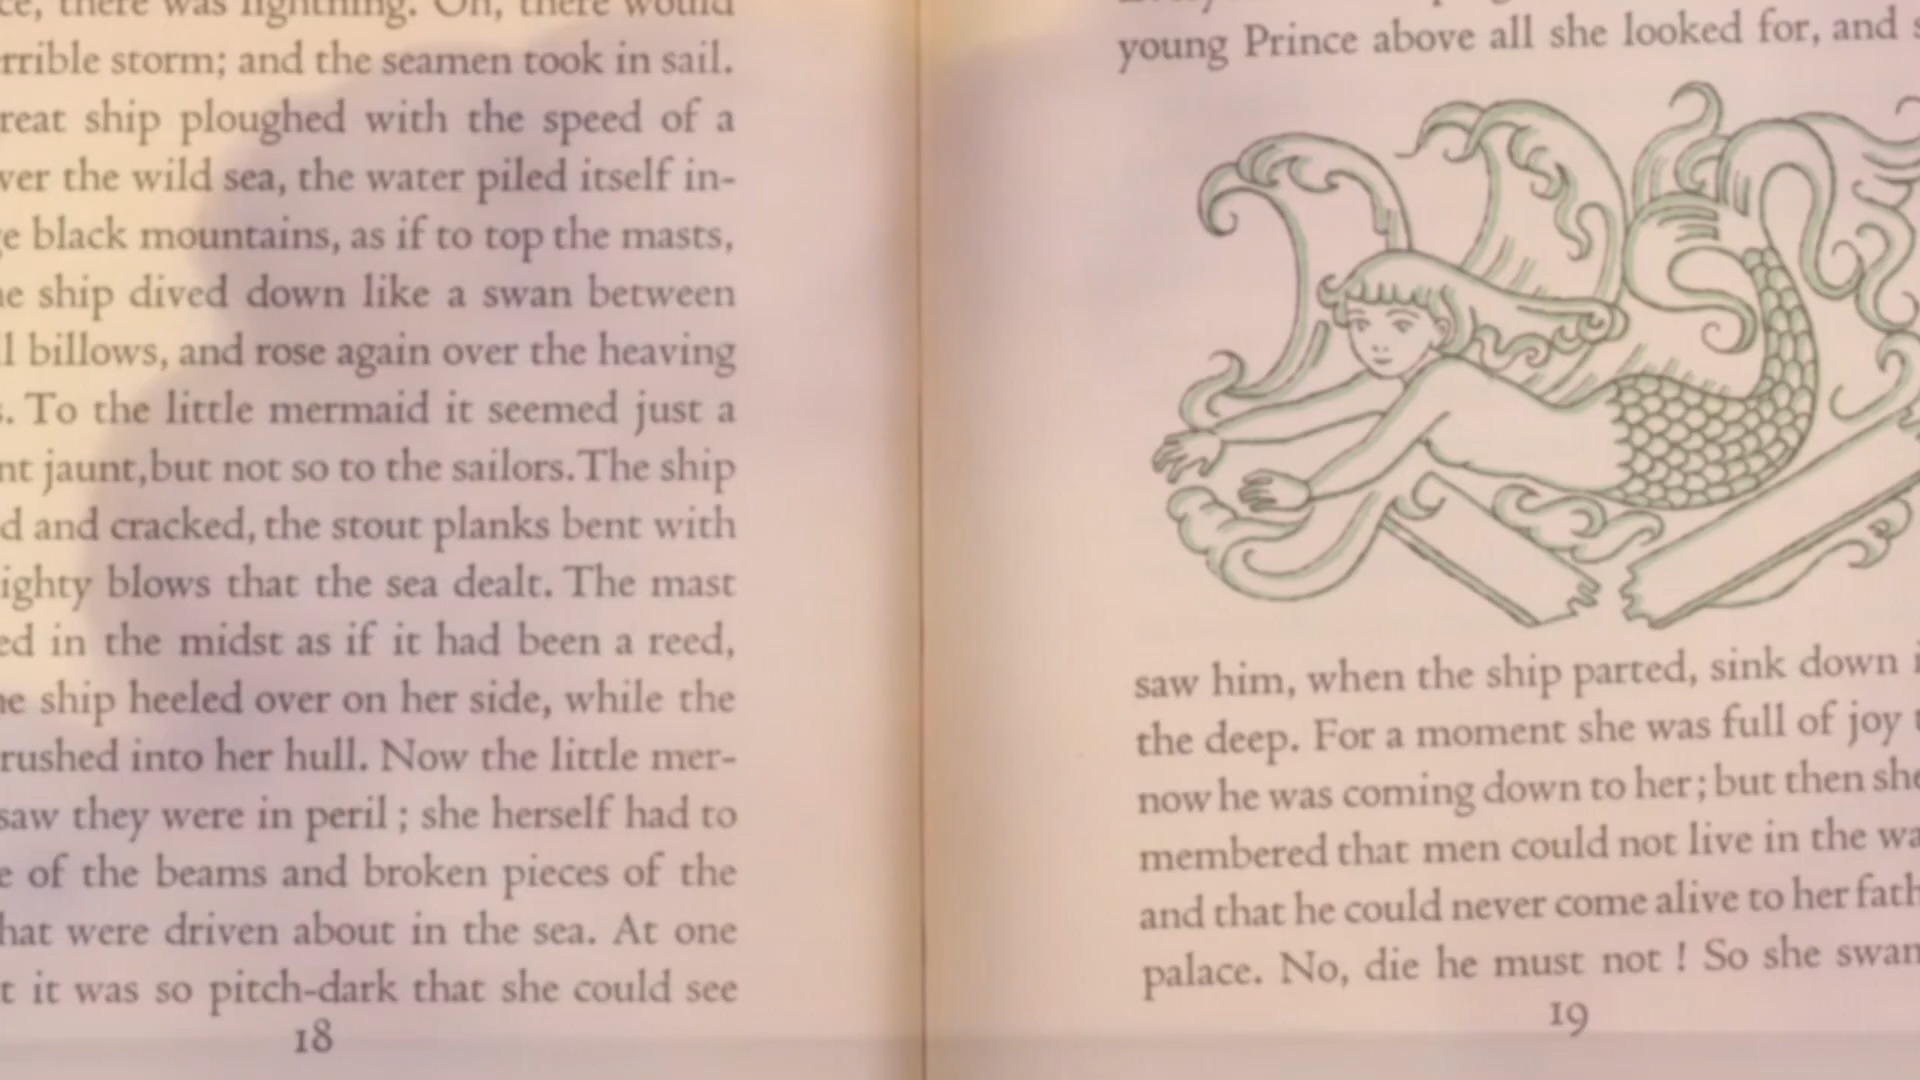 there was lightning. Oh, there would
rrible storm; and the seamen took in sail.
reat ship ploughed with the speed of a
ver the wild sea, the water piled itself in-
e black mountains, as if to top the masts,
e ship dived down like a swan between
l billows, and rose again over the heaving
s. To the little mermaid it seemed just a
nt jaunt, but not so to the sailors. The ship
d and cracked, the stout planks bent with
ighty blows that the sea dealt. The mast
ed in the midst as if it had been a reed,
he ship heeled over on her side, while the
rushed into her hull. Now the little mer-
saw they were in peril; she herself had to
e of the beams and broken pieces of the
hat were driven about in the sea. At one
t it was so pitch-dark that she could see
18
young Prince above all she looked for, and s
saw him, when the ship parted, sink down i
the deep. For a moment she was full of joy t
now he was coming down to her; but then she
membered that men could not live in the wa
and that he could never come alive to her fath
palace. No, die he must not! So she swam
19